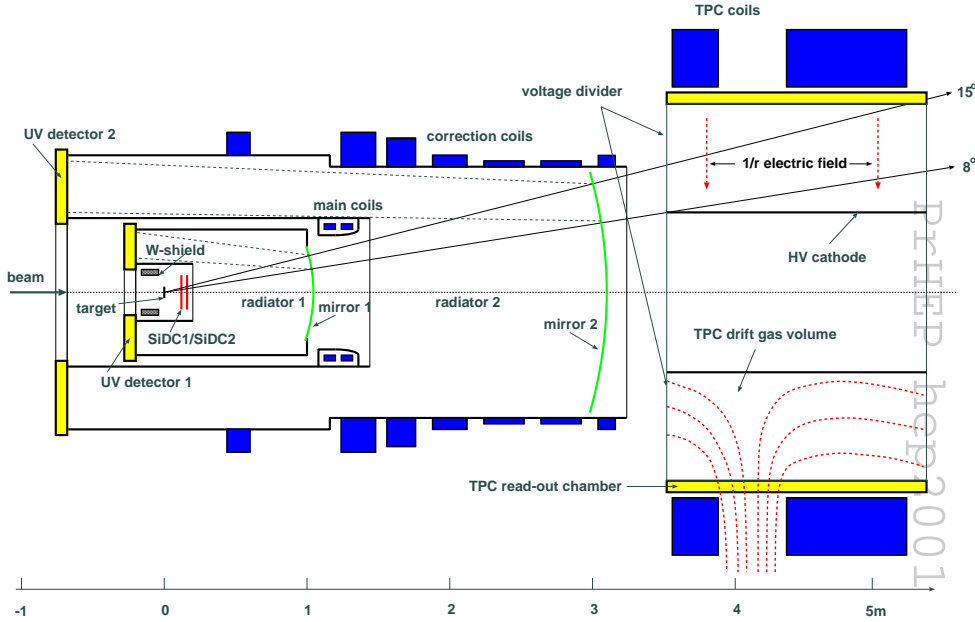 TPC coils
voltage divider
15°
UV detector 2
correction coils
1/r electric field
8°
main coils
W-shield
HV cathode
beam
target
radiator 1
mirror 1
radiator 2
SiDC1/SiDC2
mirror 2
TPC drift gas volume
UV detector 1
TPC read-out chamber
PrHEP hep2001
-1
0
1
2
3
4
5m